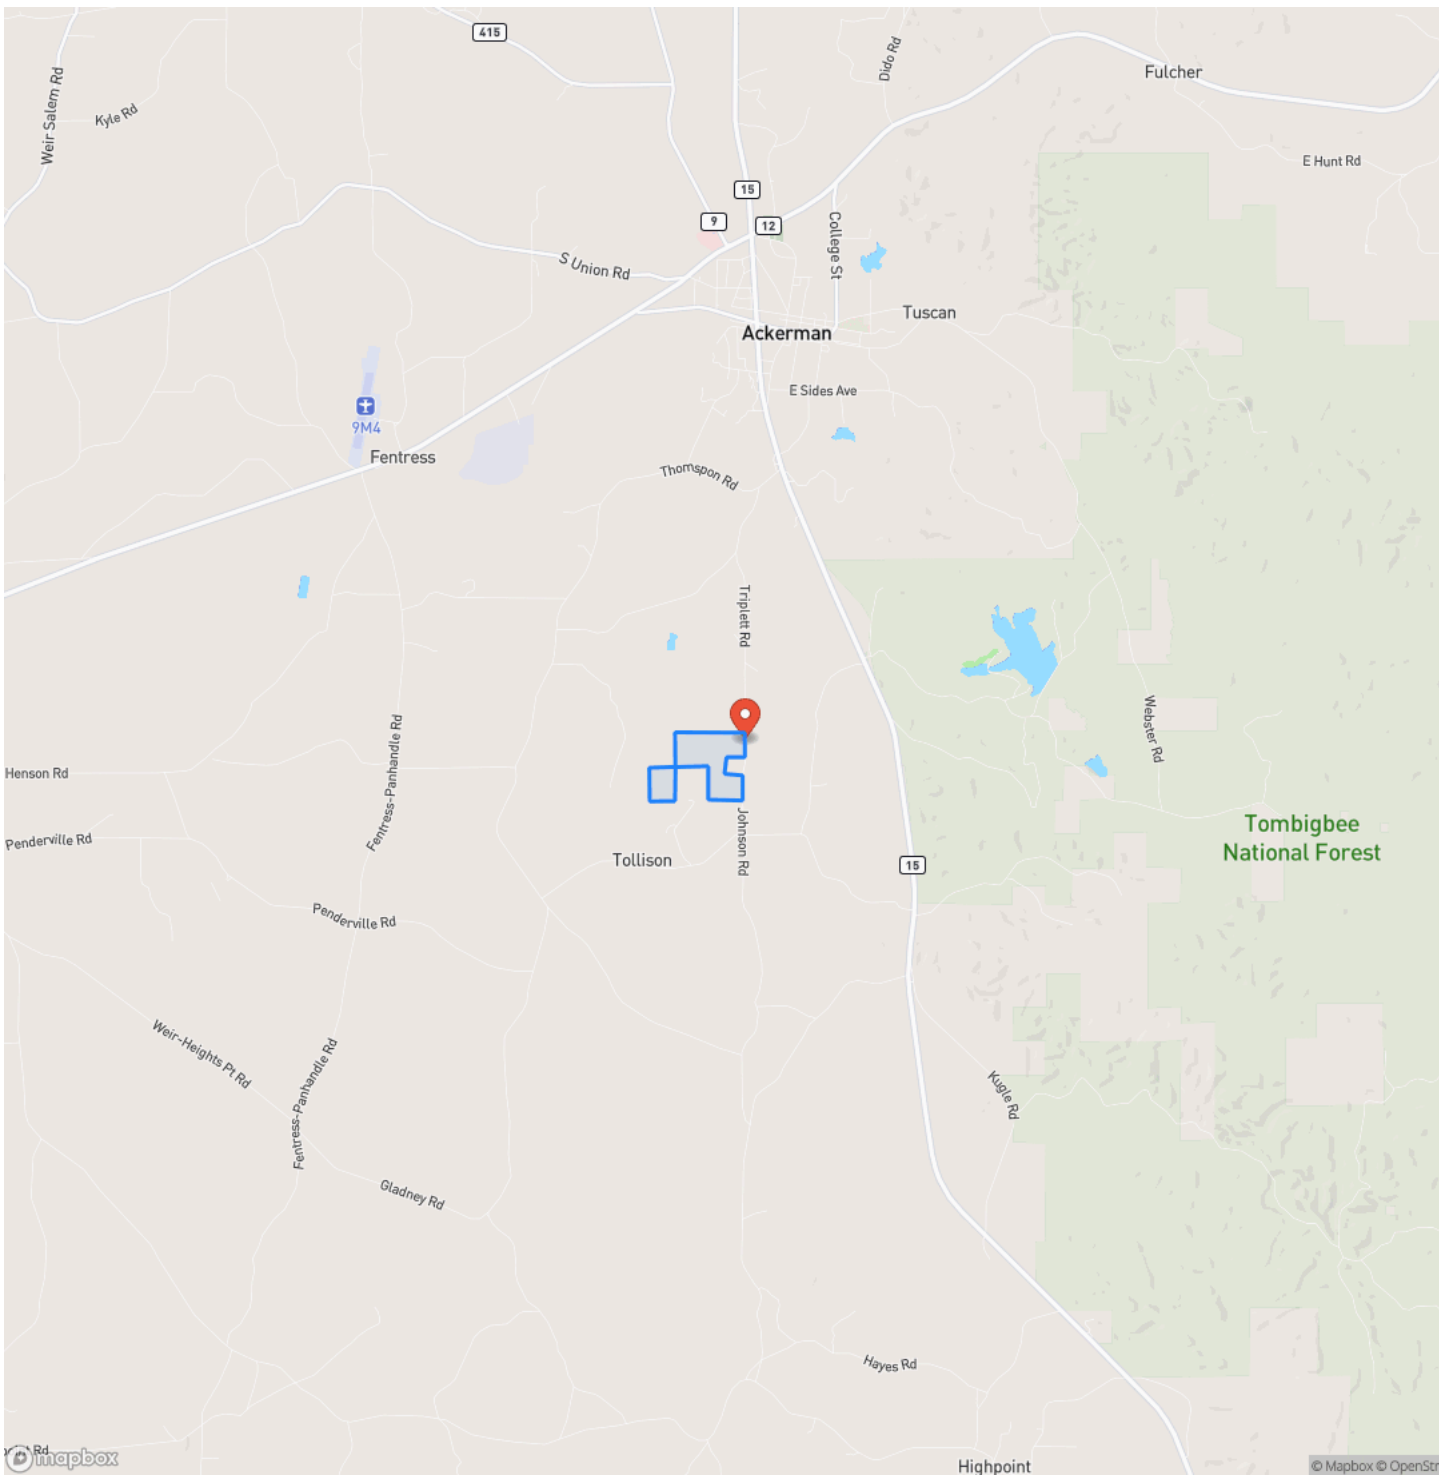 415
Dido Rd
Fulcher
Weir Salem Rd
Kyle Rd
E Hunt Rd
15
9
12
College St
S Union Rd
Tuscan
Ackerman
E Sides Ave
9M4
Fentress
Thomspon Rd
Triplett Rd
Webster Rd
Fentress-Panhandle Rd
Henson Rd
Johnson Rd
Tombigbee
National Forest
Penderville Rd
Tollison
15
Penderville Rd
Weir-Heights Pt Rd
Fentress-Panhandle Rd
Kugle Rd
Gladney Rd
Hayes Rd
Rd
mapbox
Highpoint
© Mapbox © OpenStr